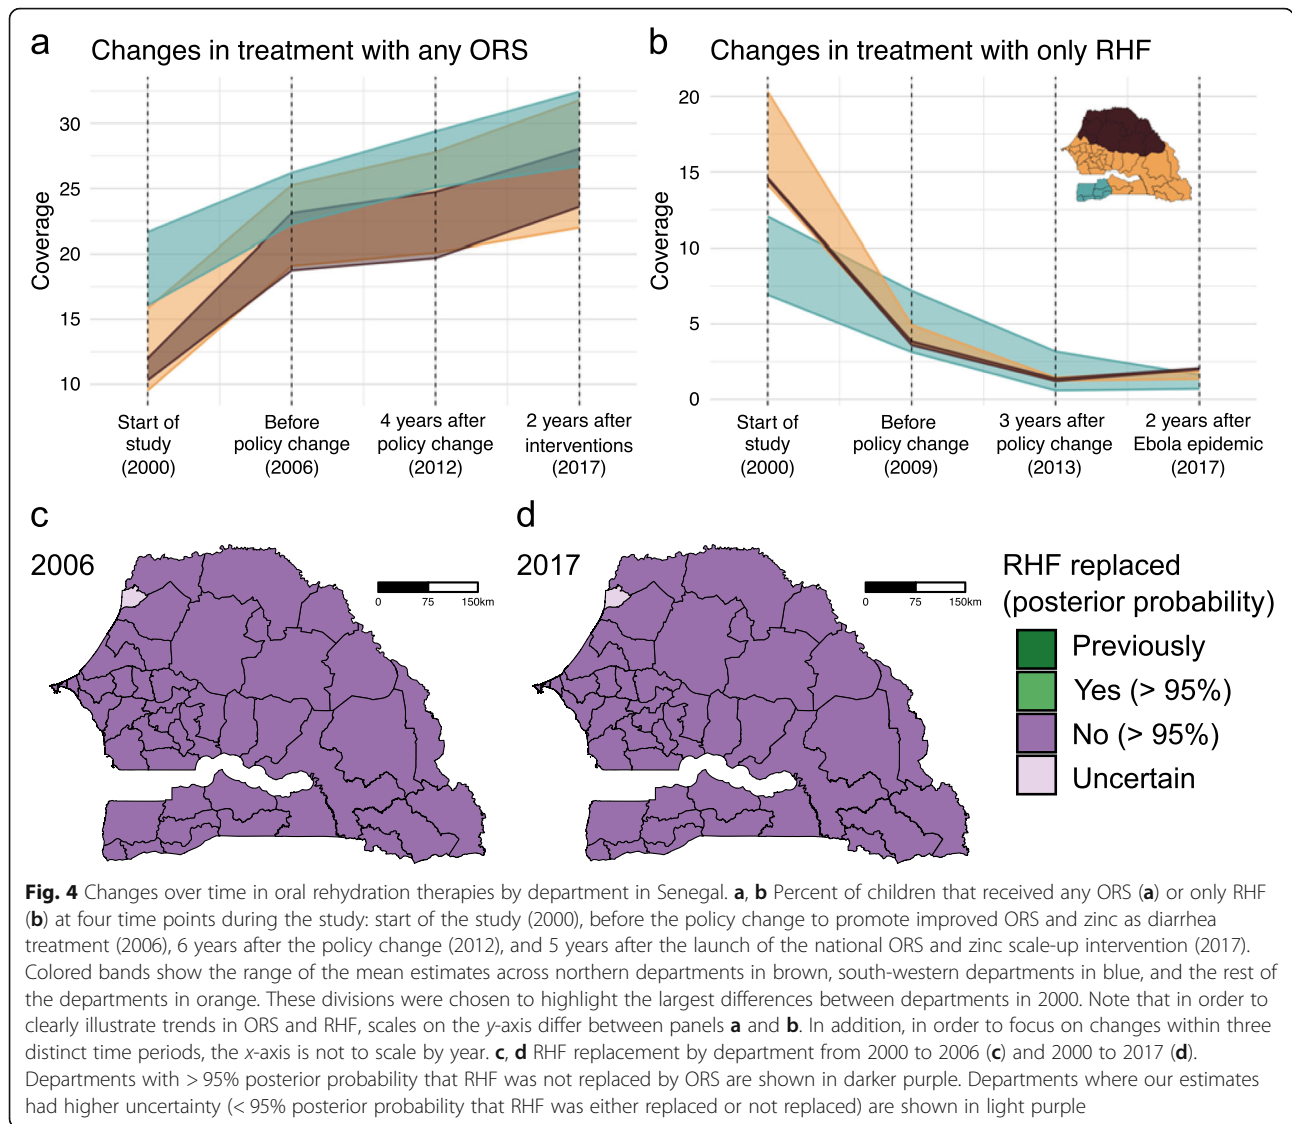 a Changes in treatment with any ORS
Coverage
30
25
20
15
10
Start of study (2000)
Before policy change (2006)
4 years after policy change (2012)
2 years after interventions (2017)
b Changes in treatment with only RHF
Coverage
20
15
10
5
0
Start of study (2000)
Before policy change (2009)
3 years after policy change (2013)
2 years after Ebola epidemic (2017)
c
2006
0 75 150km
d
2017
0 75 150km
RHF replaced
(posterior probability)
Previously
Yes (> 95%)
No (> 95%)
Uncertain
Fig. 4 Changes over time in oral rehydration therapies by department in Senegal. a, b Percent of children that received any ORS (a) or only RHF
(b) at four time points during the study: start of the study (2000), before the policy change to promote improved ORS and zinc as diarrhea
treatment (2006), 6 years after the policy change (2012), and 5 years after the launch of the national ORS and zinc scale-up intervention (2017).
Colored bands show the range of the mean estimates across northern departments in brown, south-western departments in blue, and the rest of
the departments in orange. These divisions were chosen to highlight the largest differences between departments in 2000. Note that in order to
clearly illustrate trends in ORS and RHF, scales on the y-axis differ between panels a and b. In addition, in order to focus on changes within three
distinct time periods, the x-axis is not to scale by year. c, d RHF replacement by department from 2000 to 2006 (c) and 2000 to 2017 (d).
Departments with > 95% posterior probability that RHF was not replaced by ORS are shown in darker purple. Departments where our estimates
had higher uncertainty (< 95% posterior probability that RHF was either replaced or not replaced) are shown in light purple